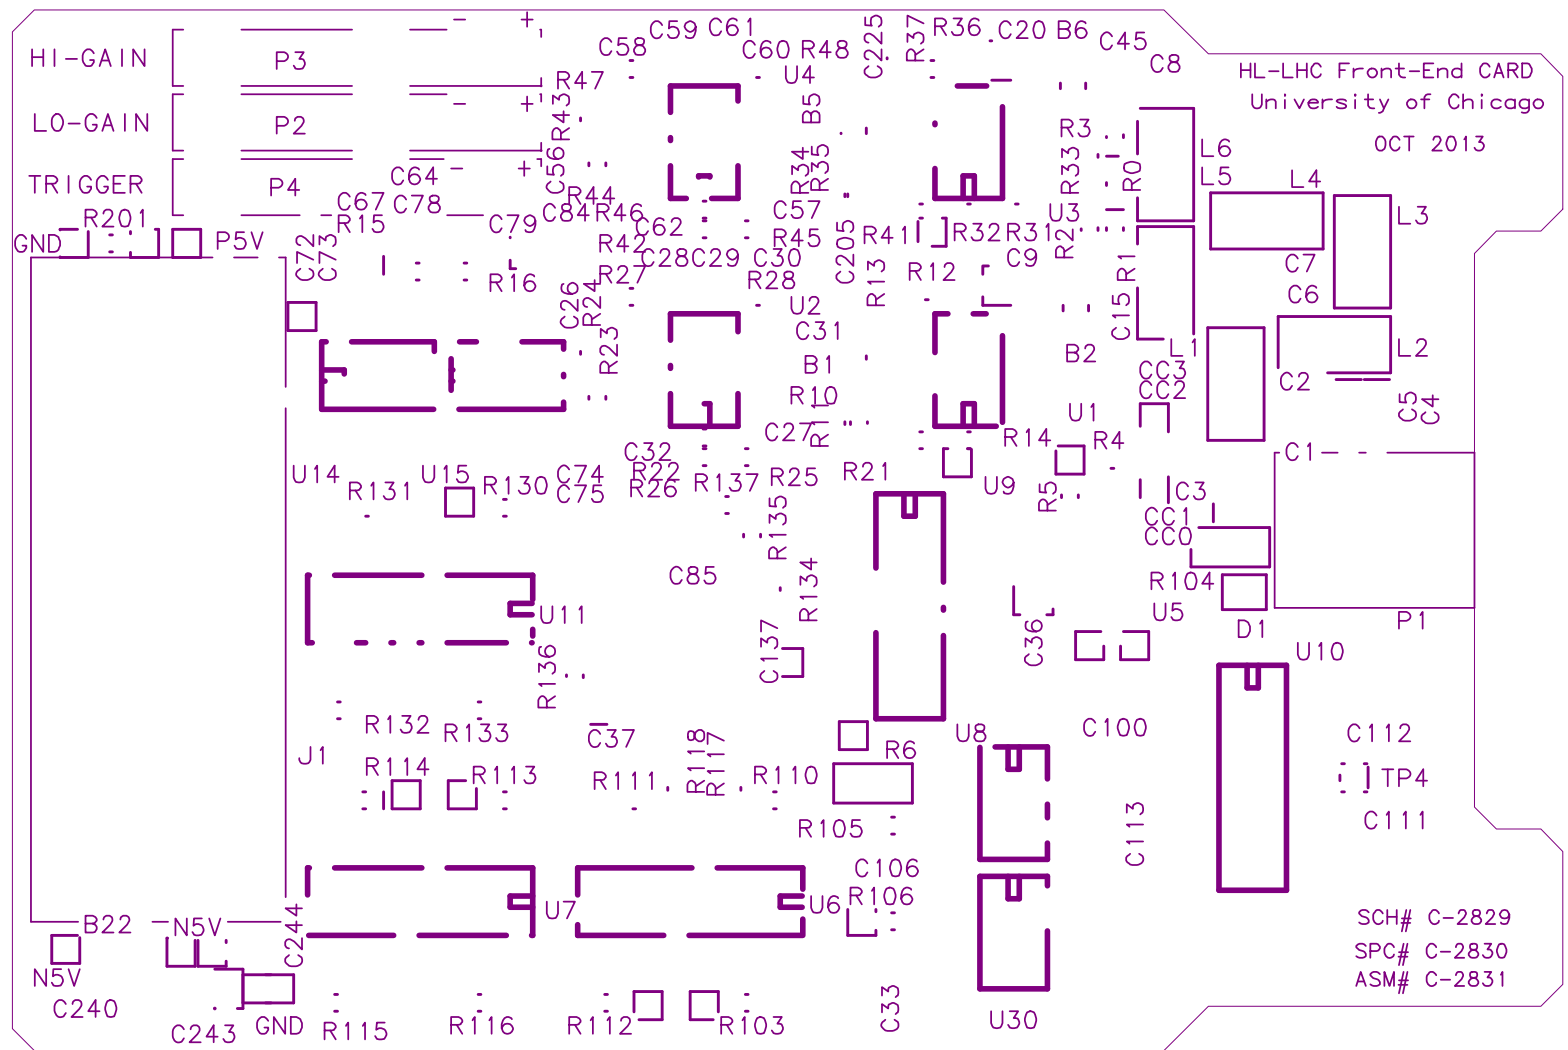 C59
C61
C225
R37
R36
C20
B6
C58
C60
R48
C45
HI-GAIN
P3
- +
R47
U4
C8
HL-LHC Front-End CARD
University of Chicago
LO-GAIN
P2
- +
R43
B5
R3
OCT 2013
L6
TRIGGER
P4
- +
C64
C56
R34
R35
R33
R0
L5
L4
R44
C67
C78
C84
R46
C57
U3
L3
R201
R15
C79
C62
R45
R41
R32
R31
R2
GND
P5V
C72
C73
R42
C28
C29
C30
C205
C9
R1
C7
R16
R27
R28
R13
R12
C6
C26
R24
U2
C31
C15
R23
B1
B2
L1
L2
CC3
CC2
C2
R10
R11
C27
U1
C5
C4
R14
R4
C32
C1
U14
R131
U15
R130
C74
C75
R22
R26
R137
R25
R21
U9
R5
C3
CC1
CC0
R135
C85
R134
R104
U11
U5
D1
P1
C137
C36
R136
U10
R132
R133
C37
J1
R118
R117
U8
C100
C112
R114
R113
R111
R110
R6
TP4
R105
C113
C111
C106
R106
B22
N5V
C244
U7
U6
SCH# C-2829
SPC# C-2830
ASM# C-2831
N5V
C240
C243
GND
R115
R116
R112
R103
C33
U30